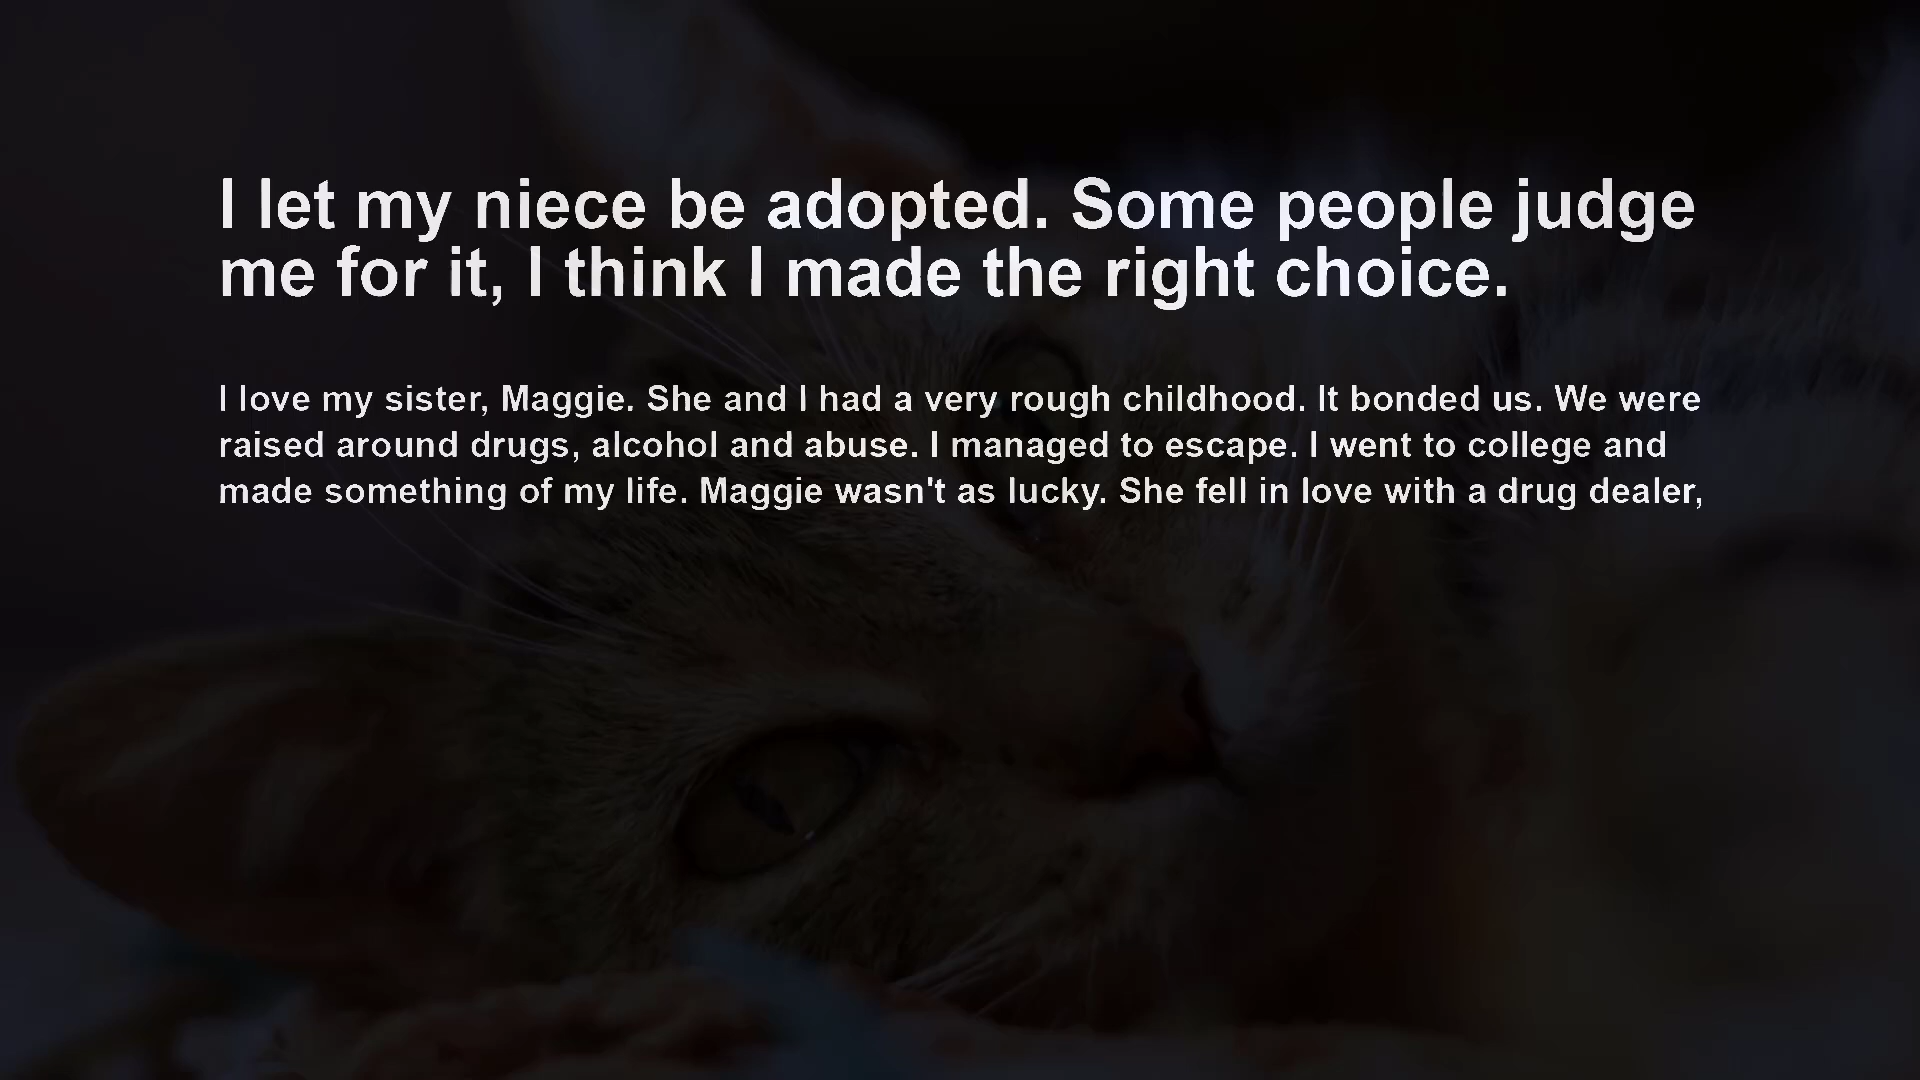 I let my niece be adopted. Some people judge
me for it, I think I made the right choice.
I love my sister, Maggie. She and I had a very rough childhood. It bonded us. We were
raised around drugs, alcohol and abuse. I managed to escape. I went to college and
made something of my life. Maggie wasn't as lucky. She fell in love with a drug dealer,